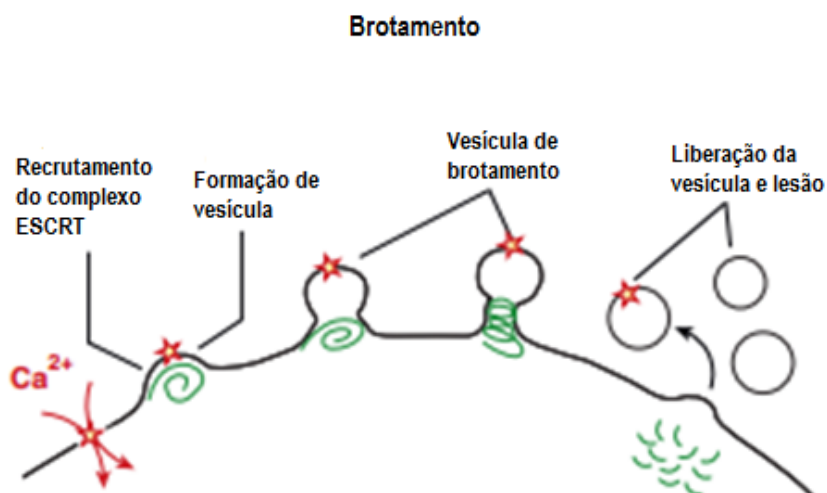 Brotamento
Recrutamento
do complexo
ESCRT
Formação de
vesícula
Vesícula de
brotamento
Liberação da
vesícula e lesão
Ca²⁺